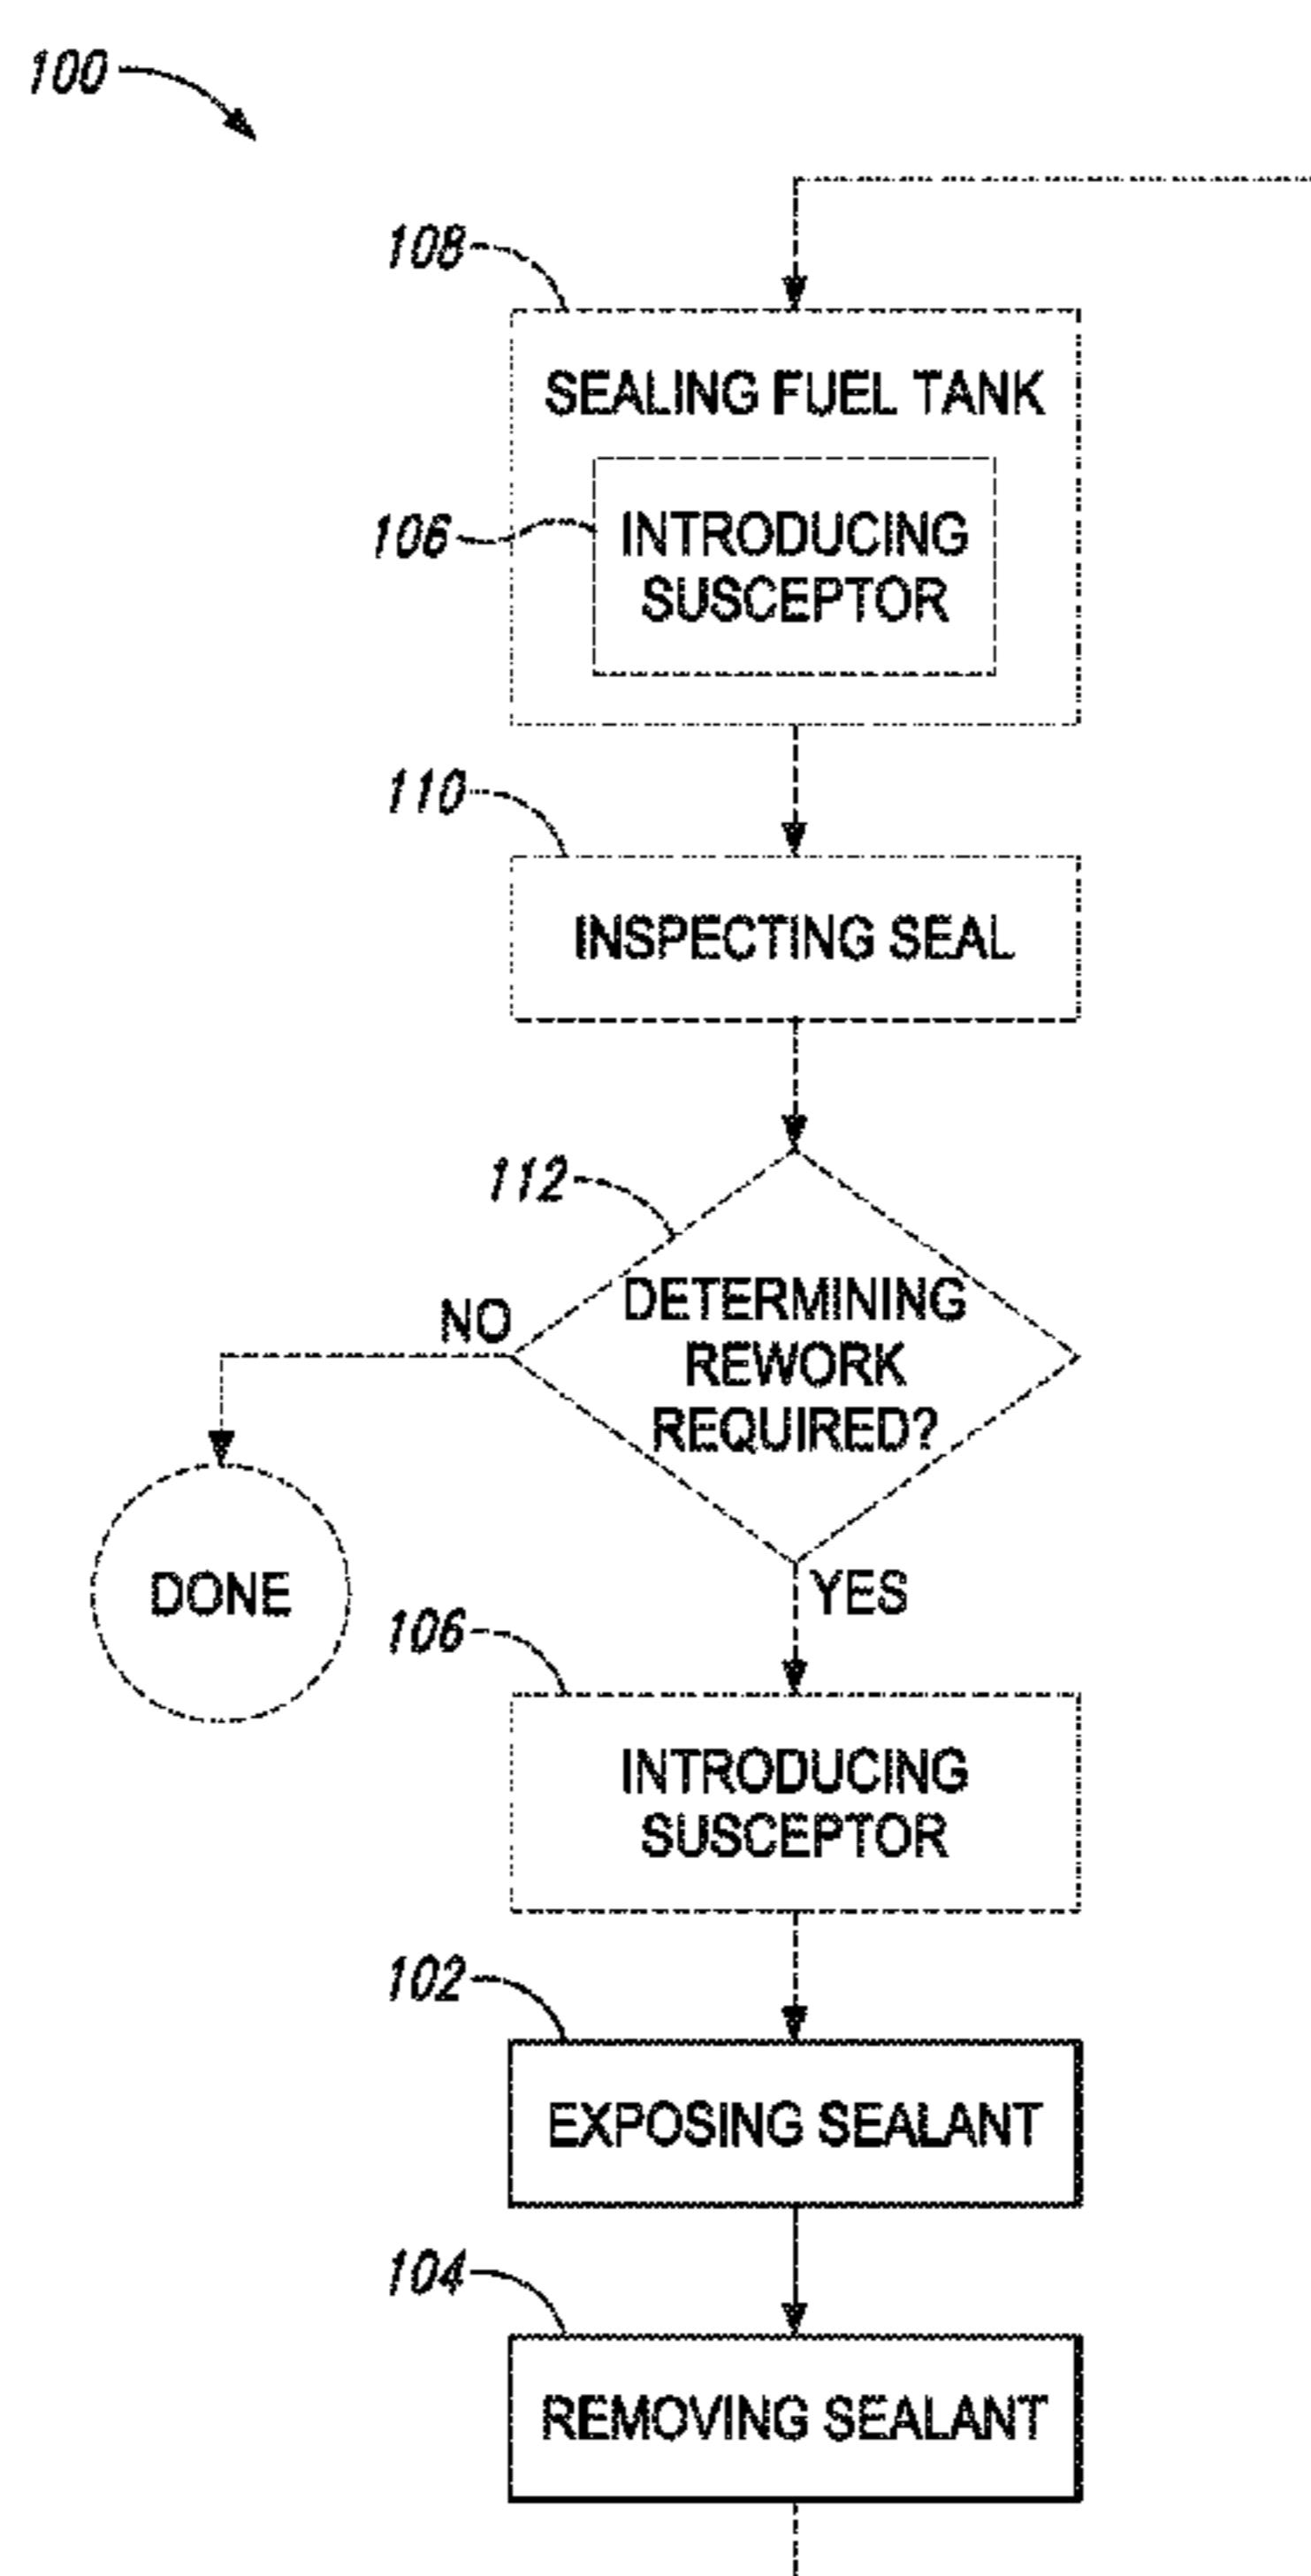 100
108
SEALING FUEL TANK
106
INTRODUCING
SUSCEPTOR
110
INSPECTING SEAL
112
DETERMINING
REWORK
REQUIRED?
NO
DONE
YES
106
INTRODUCING
SUSCEPTOR
102
EXPOSING SEALANT
104
REMOVING SEALANT